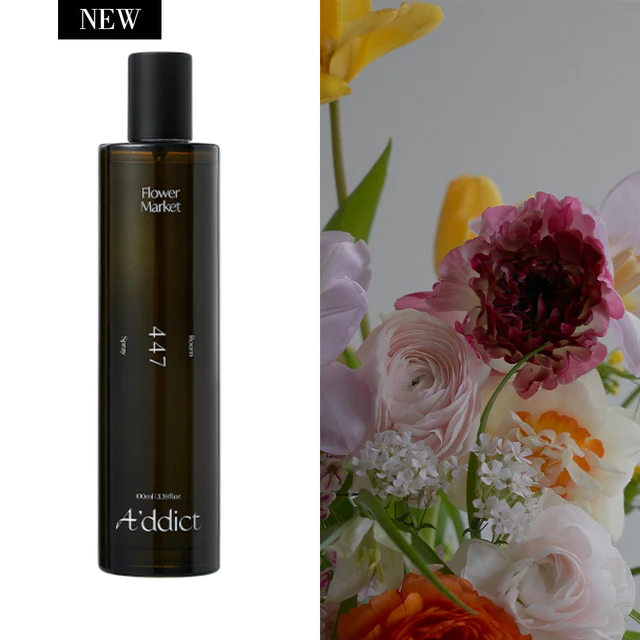 NEW
Flower
Market
447
Room
Spray
100ml | 3.38fl.oz
A'ddict